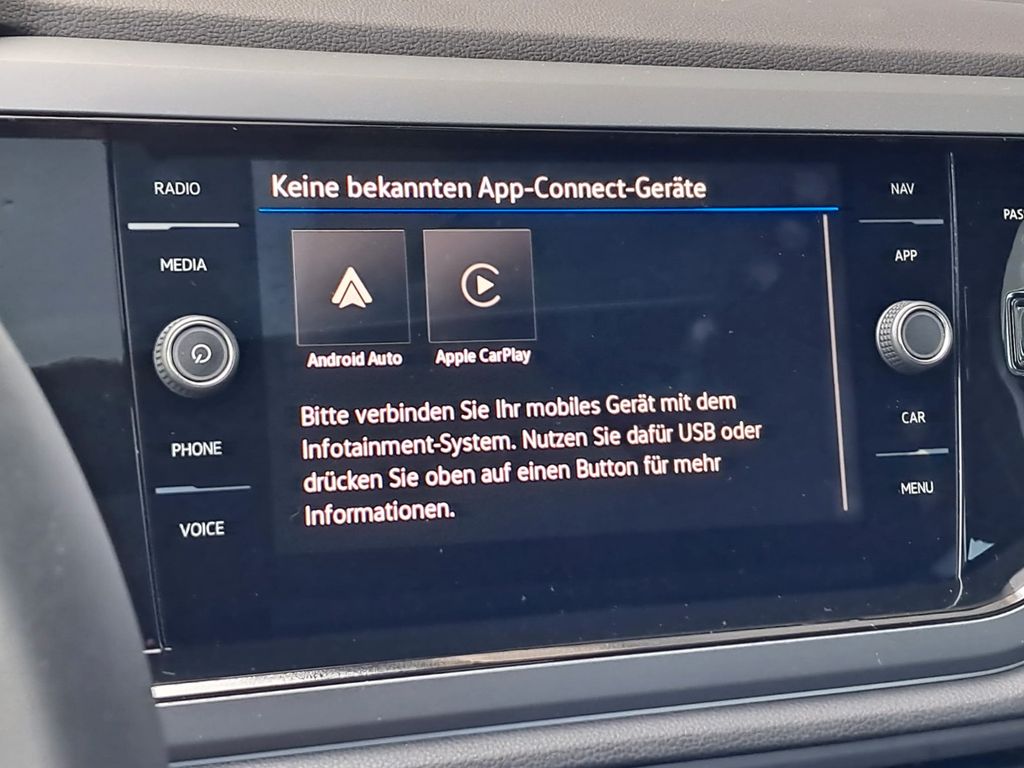 RADIO
MEDIA
PHONE
VOICE
Keine bekannten App-Connect-Geräte
Android Auto
Apple CarPlay
Bitte verbinden Sie Ihr mobiles Gerät mit dem
Infotainment-System. Nutzen Sie dafür USB oder
drücken Sie oben auf einen Button für mehr
Informationen.
NAV
APP
CAR
MENU
PAS